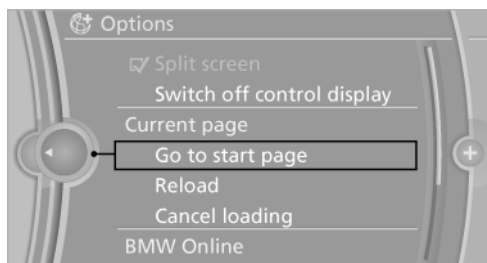 Options
Split screen
Switch off control display
Current page
Go to start page
Reload
Cancel loading
BMW Online